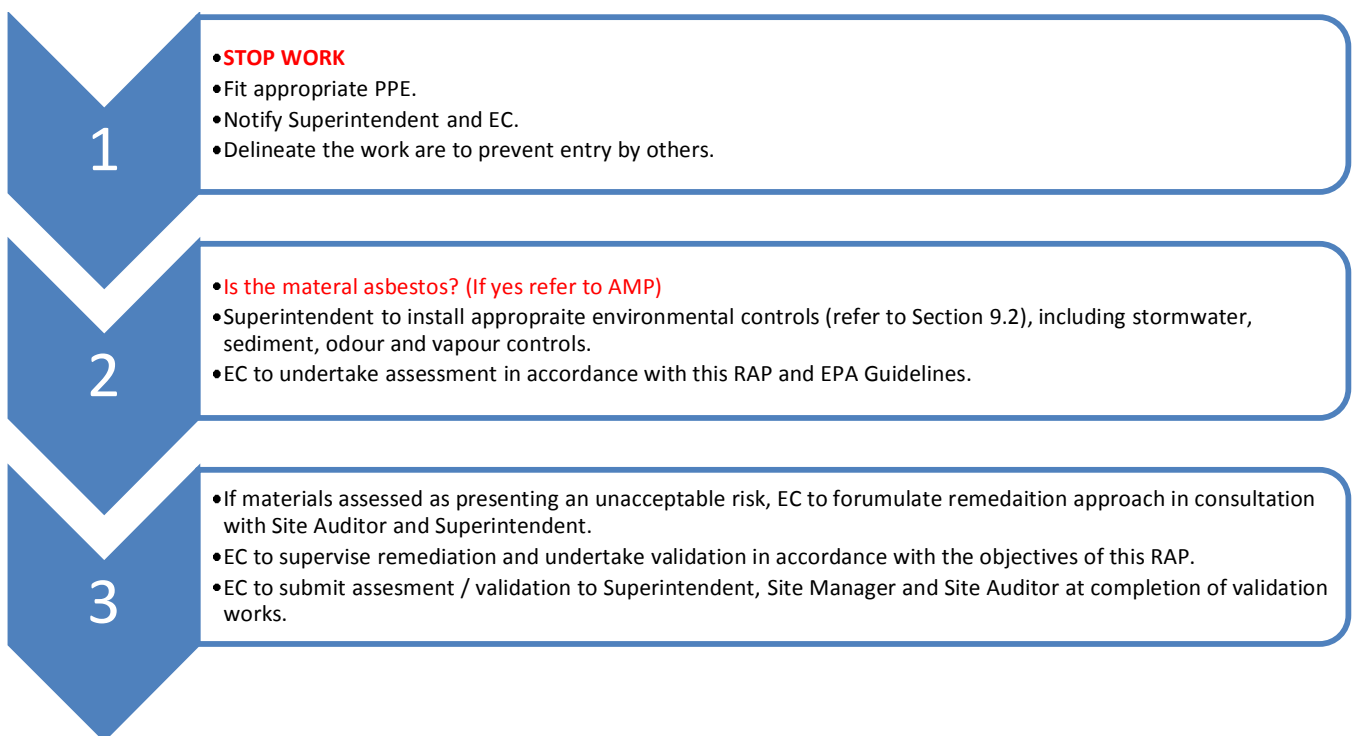 1
•STOP WORK
•Fit appropriate PPE.
•Notify Superintendent and EC.
•Delineate the work are to prevent entry by others.
2
•Is the materal asbestos? (If yes refer to AMP)
•Superintendent to install appropraite environmental controls (refer to Section 9.2), including stormwater,
sediment, odour and vapour controls.
•EC to undertake assessment in accordance with this RAP and EPA Guidelines.
3
•If materials assessed as presenting an unacceptable risk, EC to forumulate remedaition approach in consultation
with Site Auditor and Superintendent.
•EC to supervise remediation and undertake validation in accordance with the objectives of this RAP.
•EC to submit assesment / validation to Superintendent, Site Manager and Site Auditor at completion of validation
works.